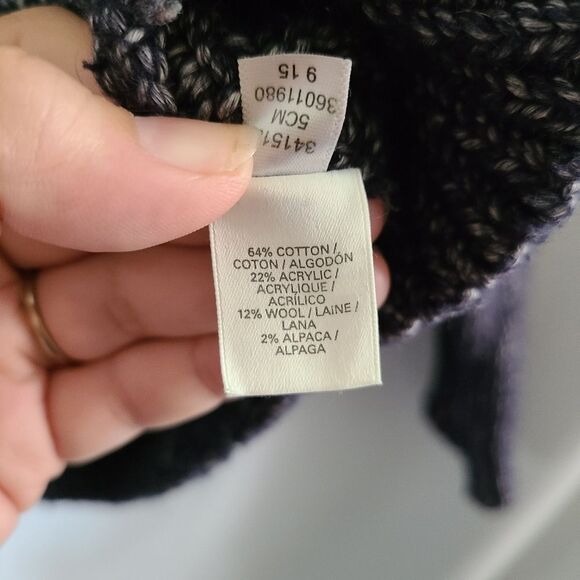 64% COTTON /
COTON / ALGODÓN
22% ACRYLIC /
ACRYLIQUE /
ACRÍLICO
12% WOOL / LAINE /
LANA
2% ALPACA /
ALPAGA
5CM
36011980
9 15